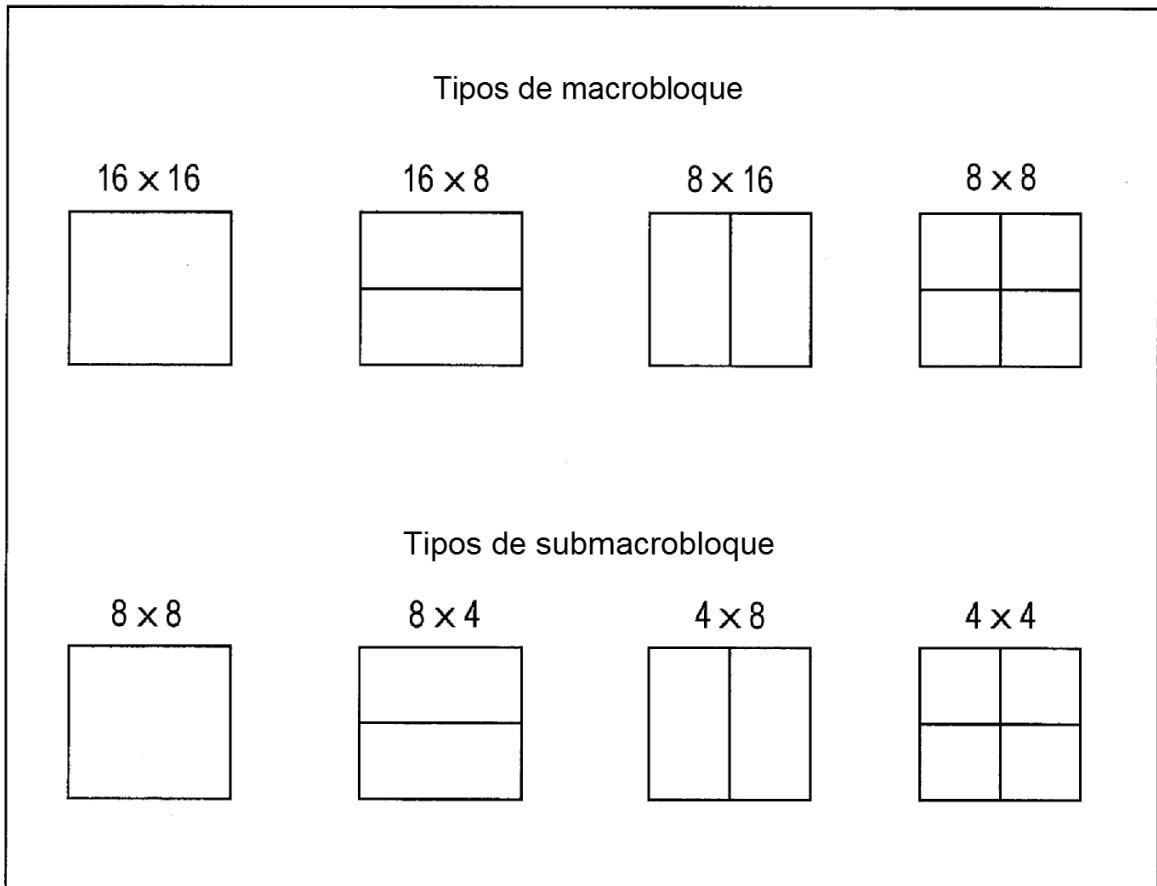 Tipos de macrobloque
16 × 16 16 × 8 8 × 16 8 × 8
Tipos de submacrobloque
8 × 8 8 × 4 4 × 8 4 × 4